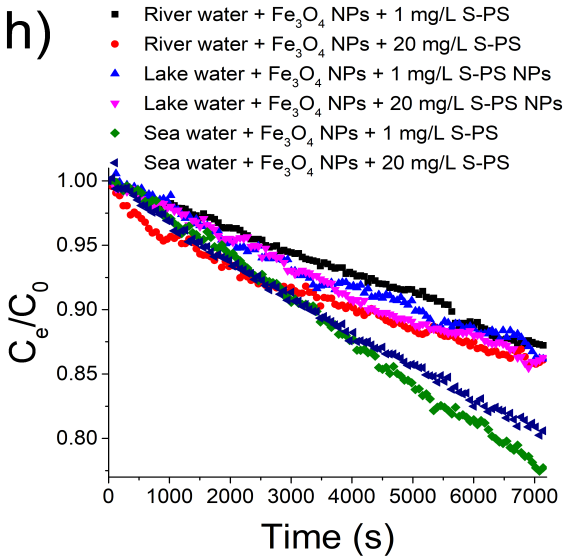 h)
River water + Fe₃O₄ NPs + 1 mg/L S-PS
River water + Fe₃O₄ NPs + 20 mg/L S-PS
Lake water + Fe₃O₄ NPs + 1 mg/L S-PS NPs
Lake water + Fe₃O₄ NPs + 20 mg/L S-PS NPs
Sea water + Fe₃O₄ NPs + 1 mg/L S-PS
Sea water + Fe₃O₄ NPs + 20 mg/L S-PS
1.00
0.95
0.90
0.85
0.80
Cₑ/C₀
0 1000 2000 3000 4000 5000 6000 7000
Time (s)